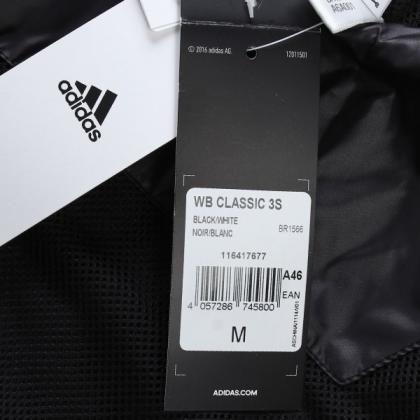 adidas
© 2016 adidas AG.
12011501
WB CLASSIC 3S
BLACK/WHITE
NOIR/BLANC
BR1566
116417677
A46
EAN
4 057286 745800
M
ADIDAS.COM